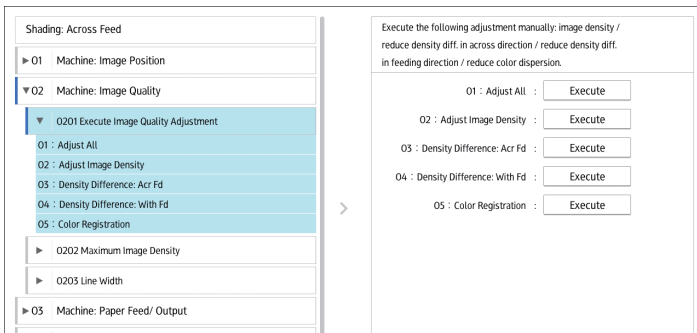 Shading: Across Feed
▶ 01 Machine: Image Position
▼ 02 Machine: Image Quality
▼ 0201 Execute Image Quality Adjustment
01 : Adjust All
02 : Adjust Image Density
03 : Density Difference: Acr Fd
04 : Density Difference: With Fd
05 : Color Registration
▶ 0202 Maximum Image Density
▶ 0203 Line Width
▶ 03 Machine: Paper Feed/ Output
Execute the following adjustment manually: image density /
reduce density diff. in across direction / reduce density diff.
in feeding direction / reduce color dispersion.
01 : Adjust All : Execute
02 : Adjust Image Density : Execute
03 : Density Difference: Acr Fd : Execute
04 : Density Difference: With Fd : Execute
05 : Color Registration : Execute